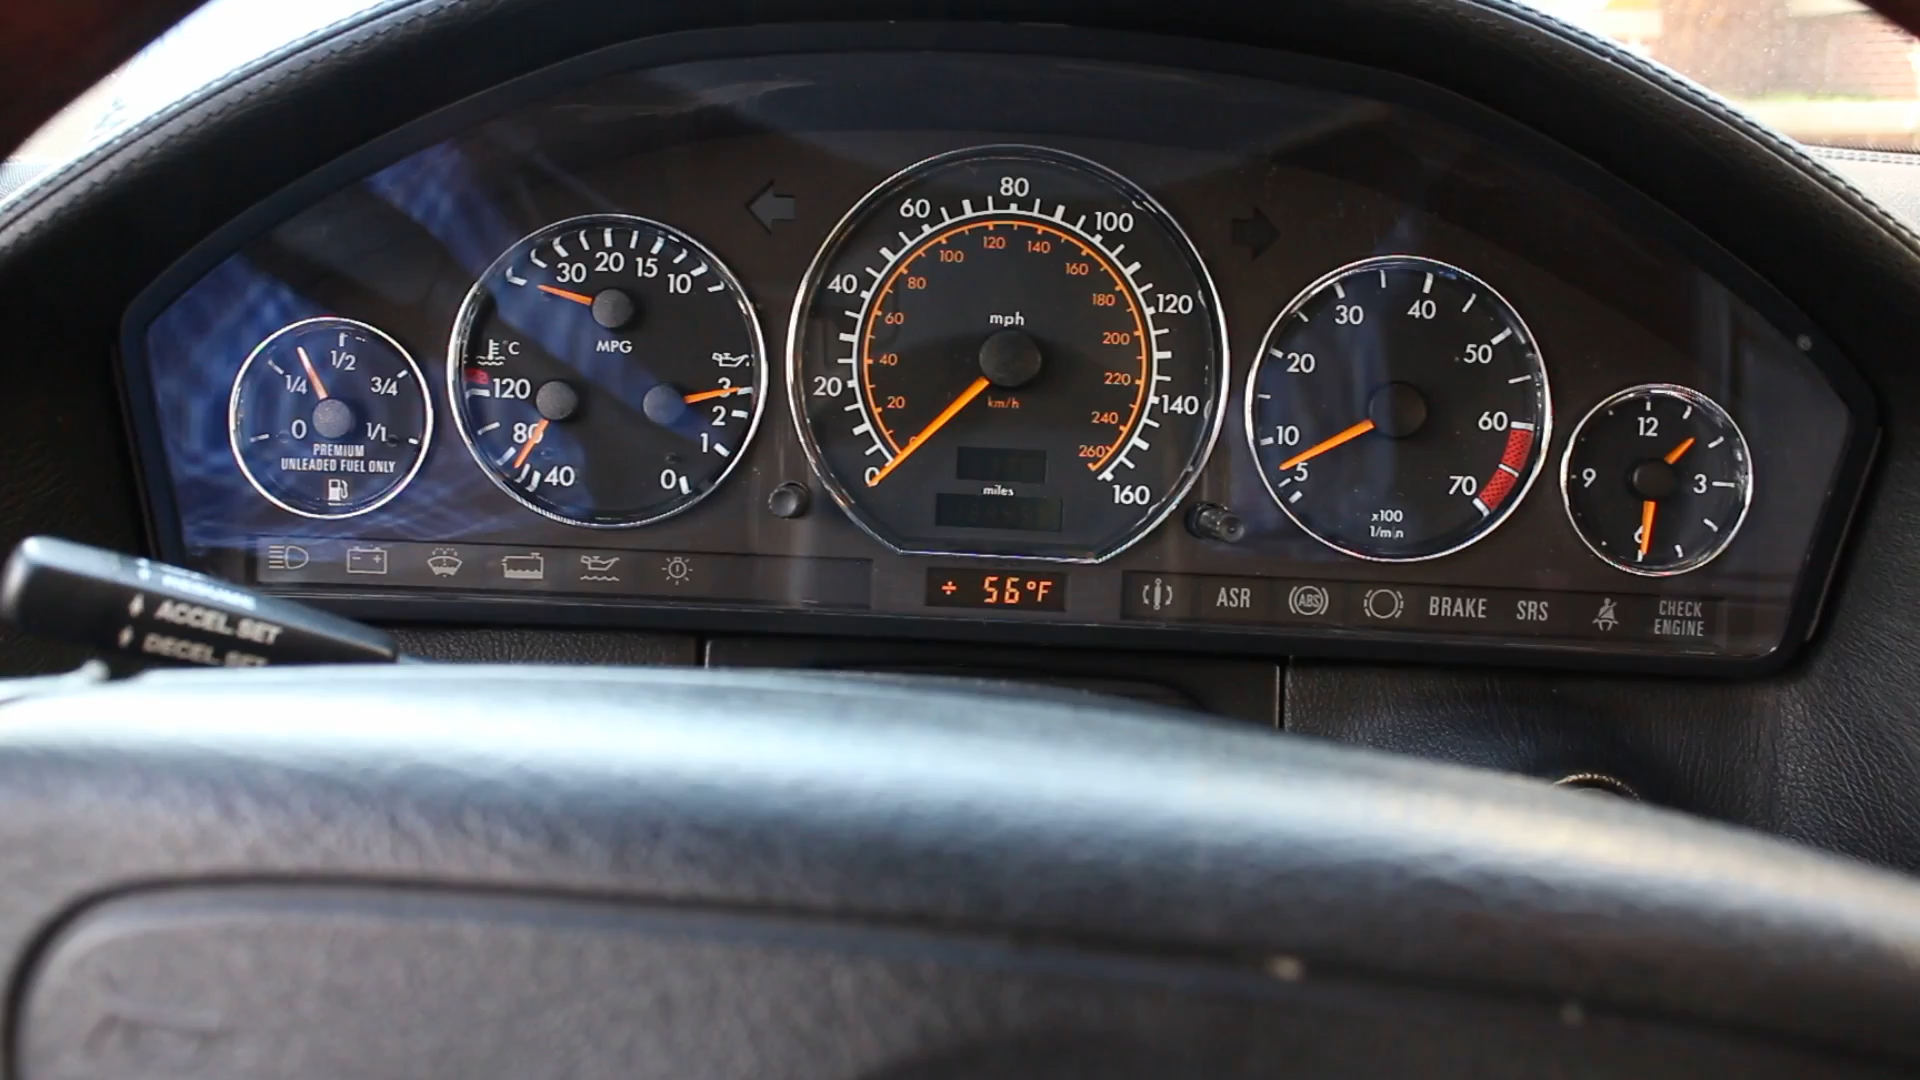 1/4
1/2
3/4
0
1/1
PREMIUM
UNLEADED FUEL ONLY
30 20 15 10
MPG
°C
120
80
40
3
2
1
0
0 20 40 60 80 100 120 140 160
mph
0 20 40 60 80 100 120 140 160 180 200 220 240 260
km/h
miles
÷ 56°F
5 10 20 30 40 50 60 70
x100
1/min
12
3
6
9
ASR
ABS
BRAKE
SRS
CHECK
ENGINE
ACCEL.SET
DECEL.SET